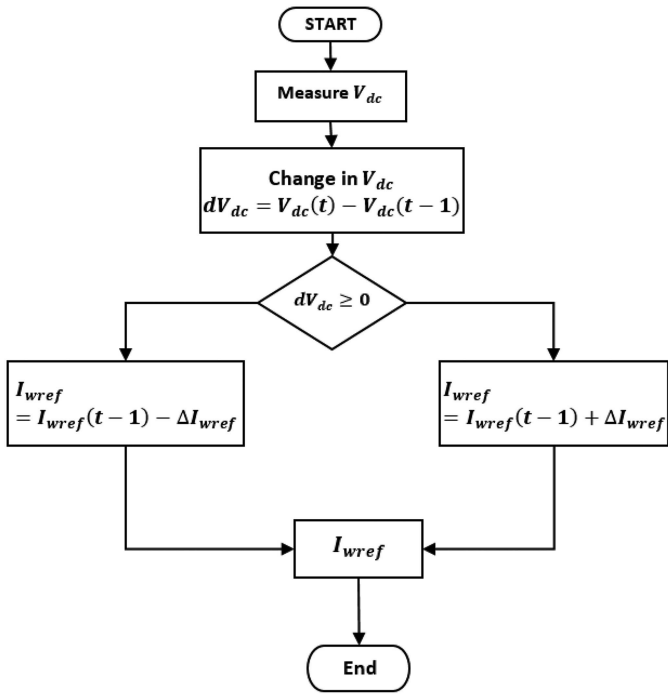 START
Measure V_dc
Change in V_dc
dV_dc = V_dc(t) − V_dc(t − 1)
dV_dc ≥ 0
I_wref
= I_wref(t − 1) − ΔI_wref
I_wref
= I_wref(t − 1) + ΔI_wref
I_wref
End